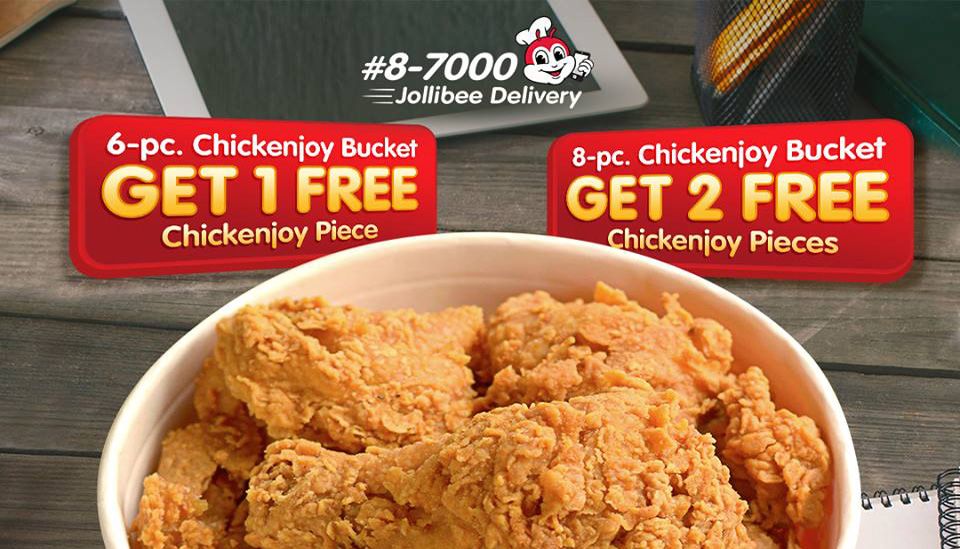 #8-7000
Jollibee Delivery
6-pc. Chickenjoy Bucket
GET 1 FREE
Chickenjoy Piece
8-pc. Chickenjoy Bucket
GET 2 FREE
Chickenjoy Pieces